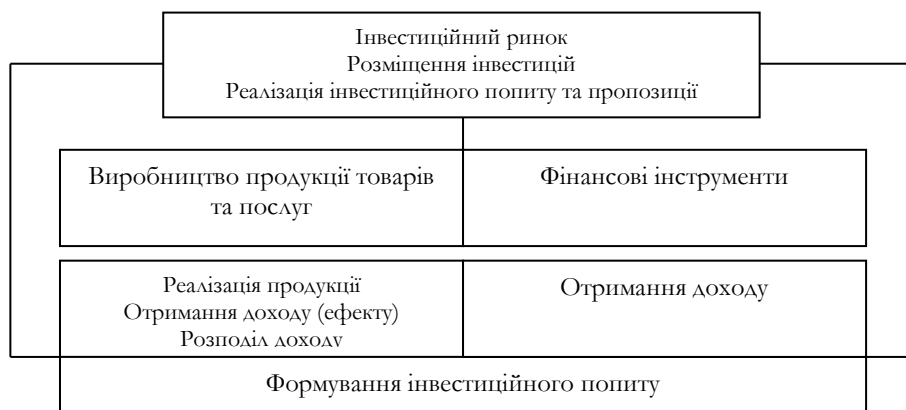 Інвестиційний ринок
Розміщення інвестицій
Реалізація інвестиційного попиту та пропозиції
Виробництво продукції товарів
та послуг
Фінансові інструменти
Реалізація продукції
Отримання доходу (ефекту)
Розподіл доходу
Отримання доходу
Формування інвестиційного попиту